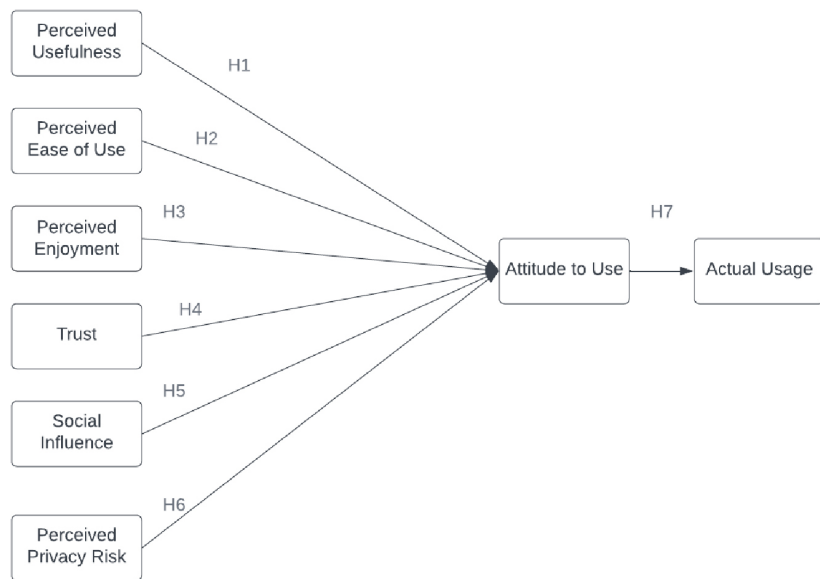 Perceived
Usefulness
H1
Perceived
Ease of Use
H2
Perceived
Enjoyment
H3
Trust
H4
Social
Influence
H5
Perceived
Privacy Risk
H6
Attitude to Use
H7
Actual Usage